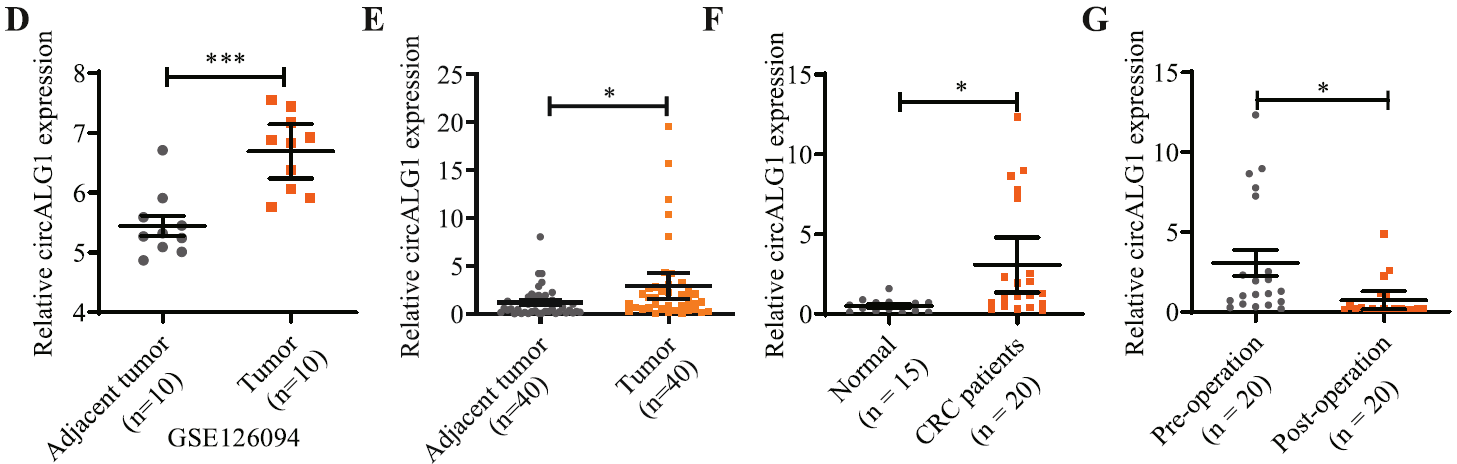 D
Relative circALG1 expression
8
7
6
5
4
***
Adjacent tumor
(n=10)
Tumor
(n=10)
GSE126094
E
Relative circALG1 expression
25
20
15
10
5
0
*
Adjacent tumor
(n=40)
Tumor
(n=40)
F
Relative circALG1 expression
15
10
5
0
*
Normal
(n = 15)
CRC patients
(n = 20)
G
Relative circALG1 expression
15
10
5
0
*
Pre-operation
(n = 20)
Post-operation
(n = 20)